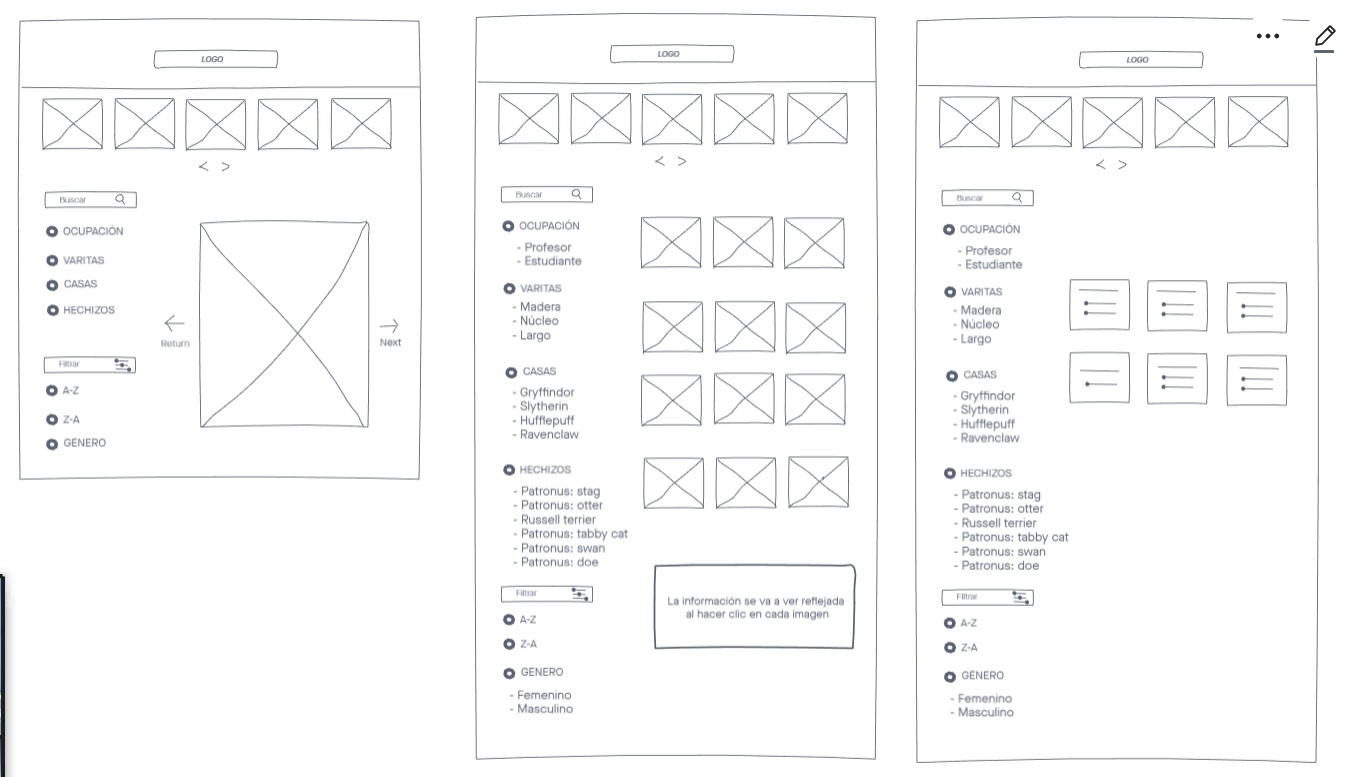 LOGO
< >
Buscar
OCUPACIÓN
VARITAS
CASAS
HECHIZOS
Return
Next
Filtrar
A-Z
Z-A
GÉNERO
LOGO
< >
Buscar
OCUPACIÓN
- Profesor
- Estudiante
VARITAS
- Madera
- Núcleo
- Largo
CASAS
- Gryffindor
- Slytherin
- Hufflepuff
- Ravenclaw
HECHIZOS
- Patronus: stag
- Patronus: otter
- Russell terrier
- Patronus: tabby cat
- Patronus: swan
- Patronus: doe
La información se va a ver reflejada
al hacer clic en cada imagen
Filtrar
A-Z
Z-A
GÉNERO
- Femenino
- Masculino
LOGO
< >
Buscar
OCUPACIÓN
- Profesor
- Estudiante
VARITAS
- Madera
- Núcleo
- Largo
CASAS
- Gryffindor
- Slytherin
- Hufflepuff
- Ravenclaw
HECHIZOS
- Patronus: stag
- Patronus: otter
- Russell terrier
- Patronus: tabby cat
- Patronus: swan
- Patronus: doe
Filtrar
A-Z
Z-A
GÉNERO
- Femenino
- Masculino